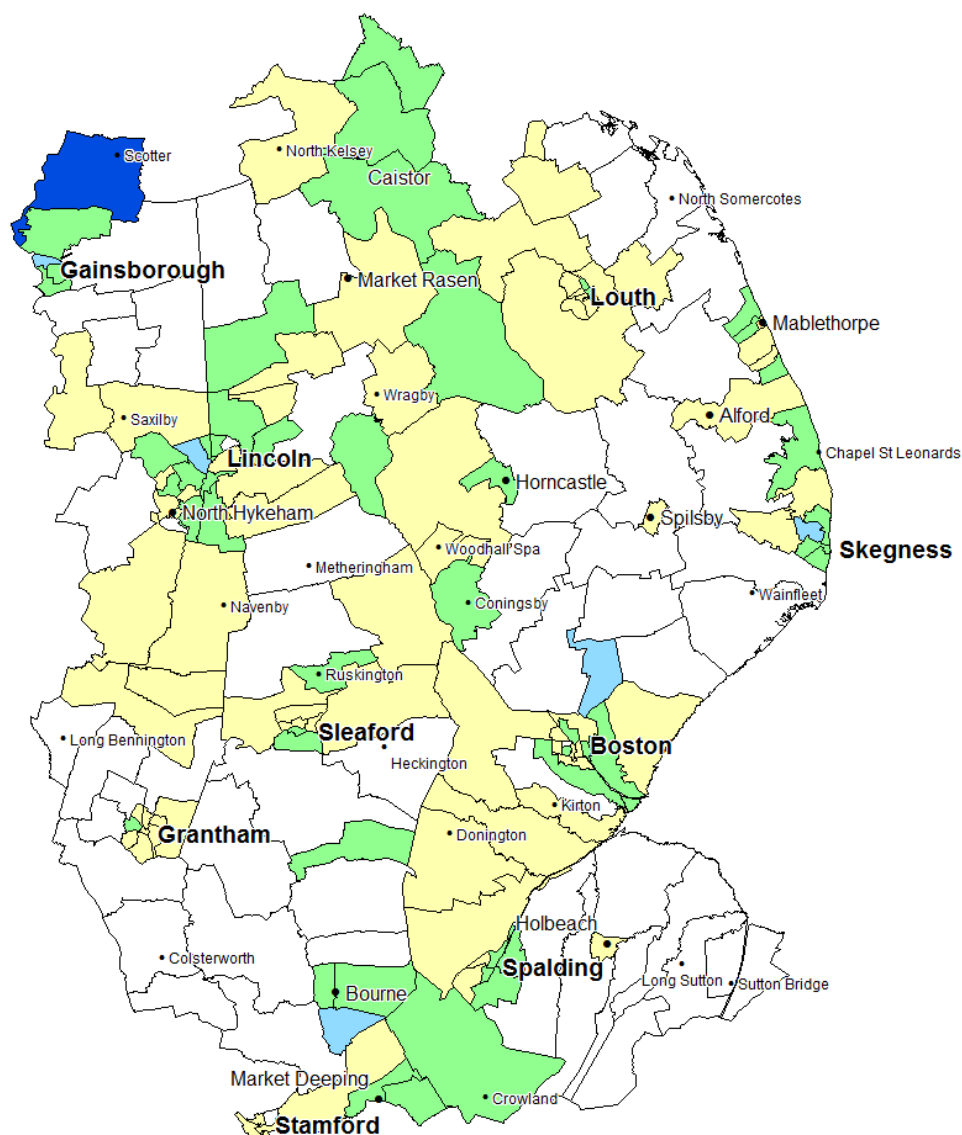 Scotter
North Kelsey
Caistor
North Somercotes
Gainsborough
Market Rasen
Louth
Mablethorpe
Wragby
Saxilby
Alford
Lincoln
Chapel St Leonards
Horncastle
North Hykeham
Spilsby
Woodhall Spa
Skegness
Metheringham
Navenby
Coningsby
Wainfleet
Ruskington
Sleaford
Long Bennington
Boston
Heckington
Kirton
Grantham
Donington
Holbeach
Colsterworth
Spalding
Long Sutton
Sutton Bridge
Bourne
Market Deeping
Crowland
Stamford